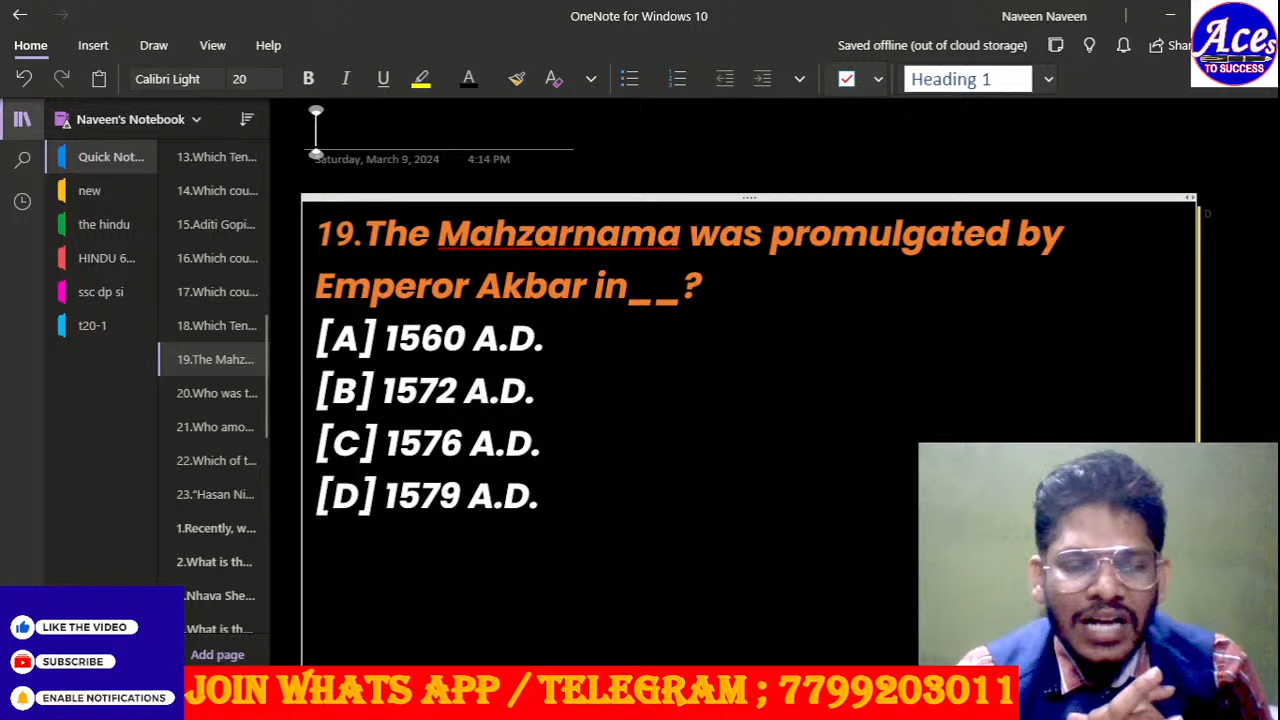 OneNote for Windows 10
Naveen Naveen
Home Insert Draw View Help
Saved offline (out of cloud storage)
Aces
TO SUCCESS
Calibri Light 20
B I U A
Heading 1
Naveen's Notebook
Quick Not...
new
the hindu
HINDU 6...
ssc dp si
t20-1
13.Which Ten...
14.Which cou...
15.Aditi Gopi...
16.Which cou...
17.Which cou...
18.Which Ten...
19.The Mahz...
20.Who was t...
21.Who amo...
22.Which of t...
23."Hasan Ni...
1.Recently, w...
2.What is th...
.Nhava She...
.What is th...
Add page
Saturday, March 9, 2024 4:14 PM
19.The Mahzarnama was promulgated by
Emperor Akbar in__?
[A] 1560 A.D.
[B] 1572 A.D.
[C] 1576 A.D.
[D] 1579 A.D.
LIKE THE VIDEO
SUBSCRIBE
ENABLE NOTIFICATIONS
JOIN WHATS APP / TELEGRAM ; 7799203011